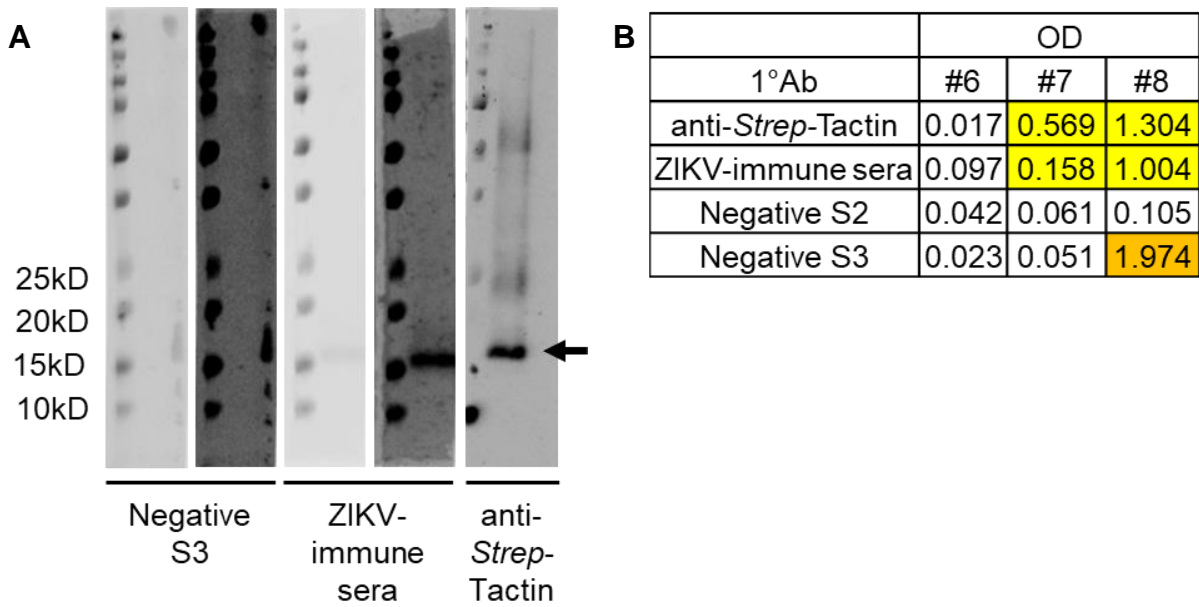 A
25kD
20kD
15kD
10kD
Negative
S3
ZIKV-
immune
sera
anti-
Strep-
Tactin
B
OD
1°Ab #6 #7 #8
anti-Strep-Tactin 0.017 0.569 1.304
ZIKV-immune sera 0.097 0.158 1.004
Negative S2 0.042 0.061 0.105
Negative S3 0.023 0.051 1.974